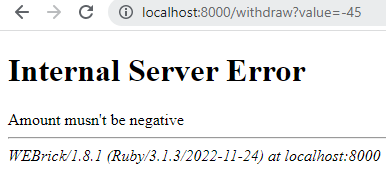 localhost:8000/withdraw?value=-45
Internal Server Error
Amount musn't be negative
WEBrick/1.8.1 (Ruby/3.1.3/2022-11-24) at localhost:8000